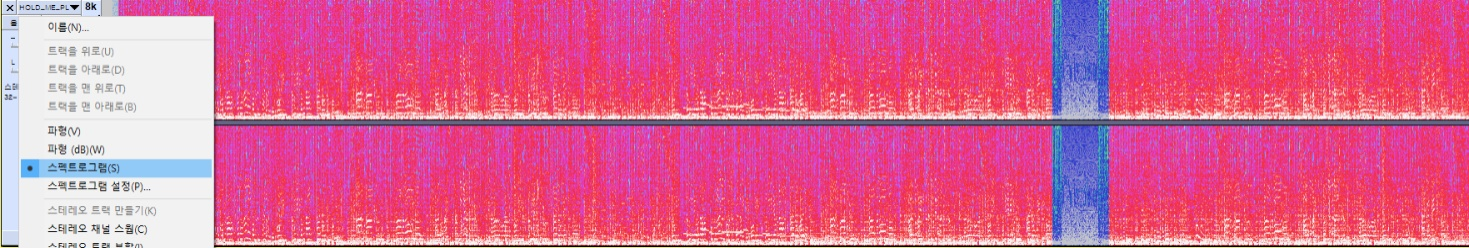 HOLD_ME_PL▼ 8k
이름(N)...
트랙을 위로(U)
트랙을 아래로(D)
트랙을 맨 위로(T)
트랙을 맨 아래로(B)
파형(V)
파형 (dB)(W)
스펙트로그램(S)
스펙트로그램 설정(P)...
스테레오 트랙 만들기(K)
스테레오 채널 스왑(C)